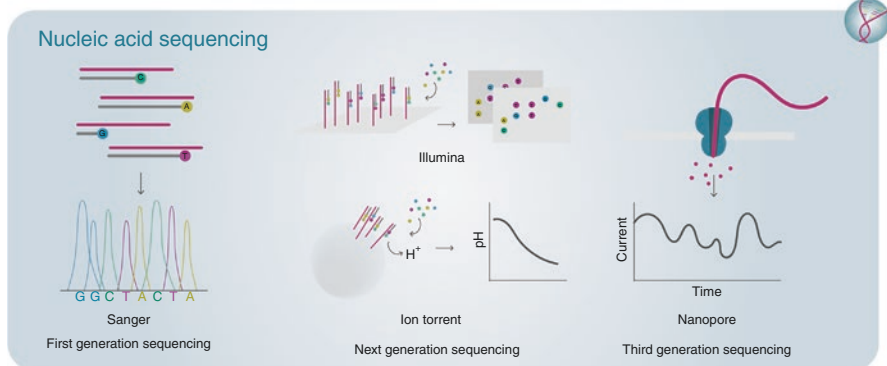 Nucleic acid sequencing
G
A
G
T
G G C T A C T A
Sanger
First generation sequencing
Illumina
H+
pH
Ion torrent
Next generation sequencing
Current
Time
Nanopore
Third generation sequencing